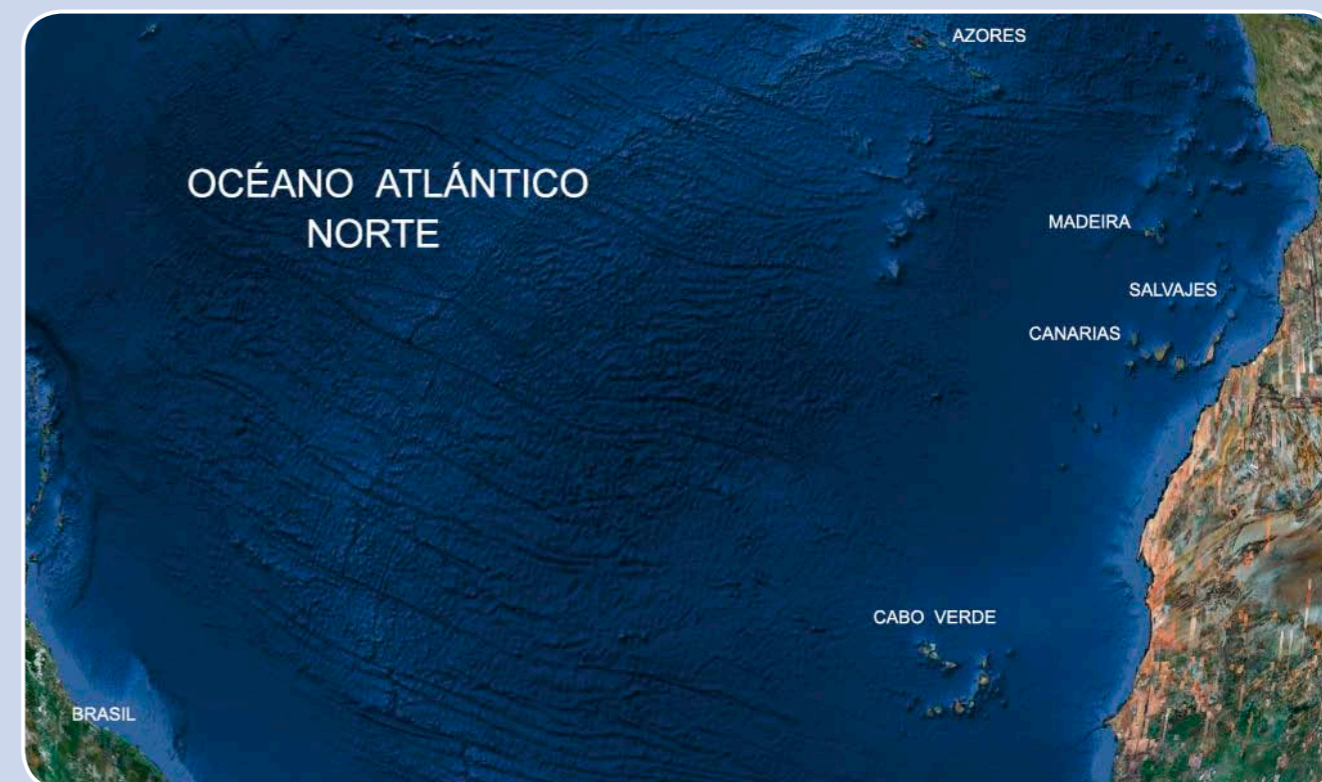 AZORES
OCÉANO ATLÁNTICO
NORTE
MADEIRA
SALVAJES
CANARIAS
CABO VERDE
BRASIL